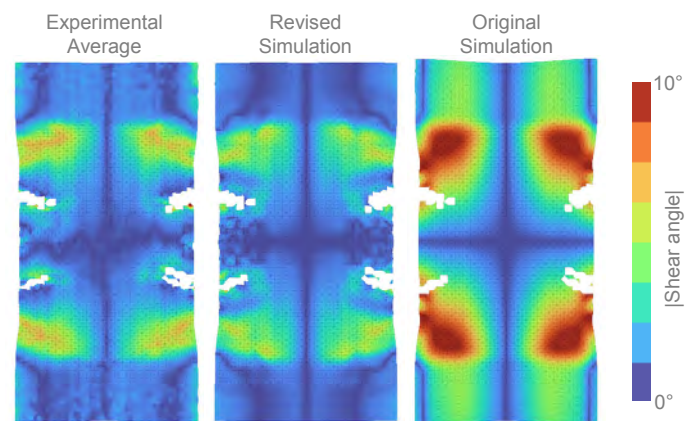 Experimental
Average
Revised
Simulation
Original
Simulation
10°
|Shear angle|
0°